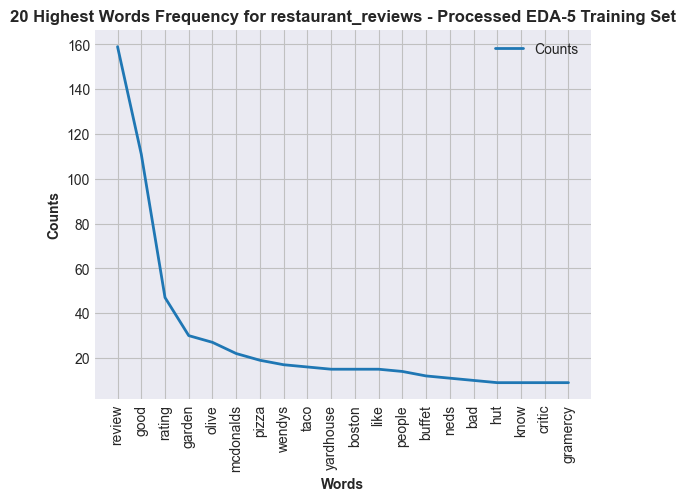 20 Highest Words Frequency for restaurant_reviews - Processed EDA-5 Training Set
Counts
160
140
120
100
80
60
40
20
Counts
review
good
rating
garden
olive
mcdonalds
pizza
wendys
taco
yardhouse
boston
like
people
buffet
neds
bad
hut
know
critic
gramercy
Words